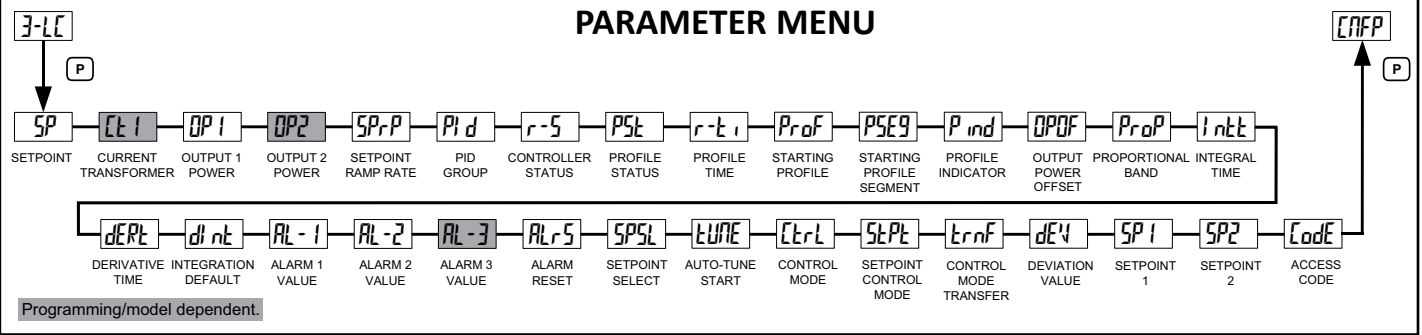 PARAMETER MENU
3-LC
CNFP
P
P
SP
Ct1
OP1
OP2
SPrP
PId
r-S
PSt
r-ti
ProF
PSEg
Pind
OPOF
ProP
Intt
SETPOINT
CURRENT
TRANSFORMER
OUTPUT 1
POWER
OUTPUT 2
POWER
SETPOINT
RAMP RATE
PID
GROUP
CONTROLLER
STATUS
PROFILE
STATUS
PROFILE
TIME
STARTING
PROFILE
STARTING
PROFILE
SEGMENT
PROFILE
INDICATOR
OUTPUT
POWER
OFFSET
PROPORTIONAL
BAND
INTEGRAL
TIME
dERt
dInt
AL-1
AL-2
AL-3
ALrS
SPSL
tUNE
CtrL
StPt
trnF
dEV
SP1
SP2
CodE
DERIVATIVE
TIME
INTEGRATION
DEFAULT
ALARM 1
VALUE
ALARM 2
VALUE
ALARM 3
VALUE
ALARM
RESET
SETPOINT
SELECT
AUTO-TUNE
START
CONTROL
MODE
SETPOINT
CONTROL
MODE
CONTROL
MODE
TRANSFER
DEVIATION
VALUE
SETPOINT
1
SETPOINT
2
ACCESS
CODE
Programming/model dependent.